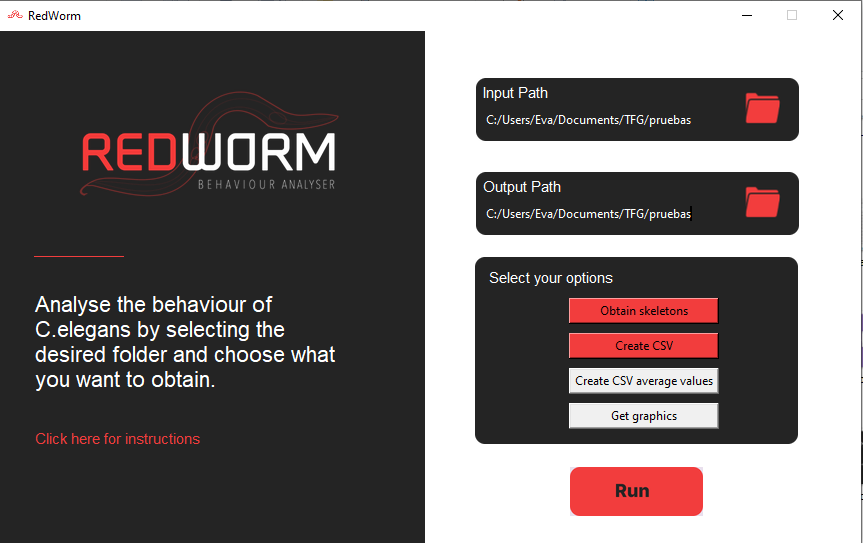 RedWorm
REDWORM
BEHAVIOUR ANALYSER
Analyse the behaviour of
C.elegans by selecting the
desired folder and choose what
you want to obtain.
Click here for instructions
Input Path
C:/Users/Eva/Documents/TFG/pruebas
Output Path
C:/Users/Eva/Documents/TFG/pruebas
Select your options
Obtain skeletons
Create CSV
Create CSV average values
Get graphics
Run